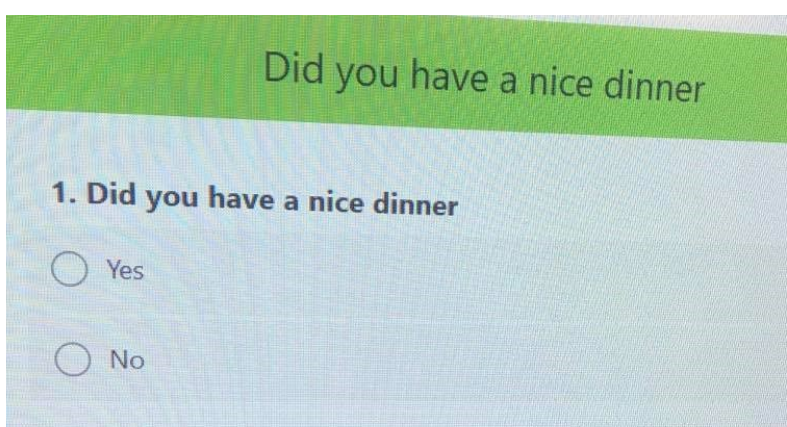 Did you have a nice dinner
1. Did you have a nice dinner
Yes
No